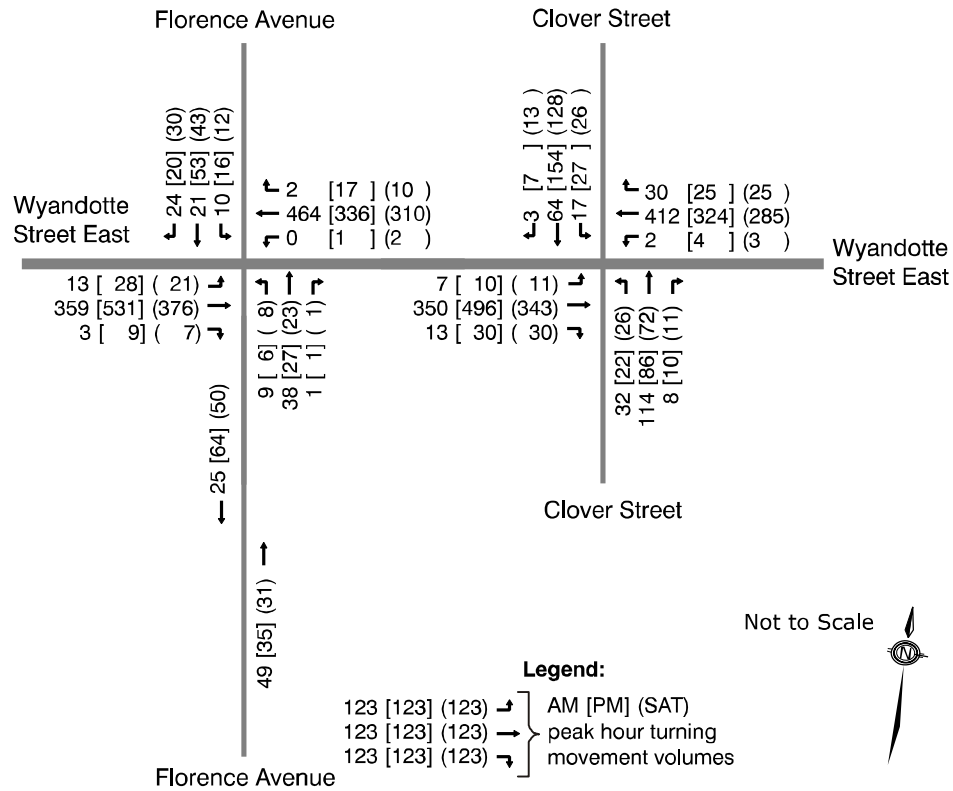 Florence Avenue
Clover Street
24 [20] (30)
21 [53] (43)
10 [16] (12)
3 [7 ] (13 )
64 [154] (128)
17 [27 ] (26 )
2 [17 ] (10 )
464 [336] (310)
0 [1 ] (2 )
30 [25 ] (25 )
412 [324] (285)
2 [4 ] (3 )
Wyandotte
Street East
Wyandotte
Street East
13 [ 28] ( 21)
359 [531] (376)
3 [ 9] ( 7)
9 [ 6] ( 8)
38 [27] (23)
1 [ 1] ( 1)
7 [ 10] ( 11)
350 [496] (343)
13 [ 30] ( 30)
32 [22] (26)
114 [86] (72)
8 [10] (11)
25 [64] (50)
Clover Street
49 [35] (31)
Not to Scale
N
Legend:
123 [123] (123)
123 [123] (123)
123 [123] (123)
AM [PM] (SAT)
peak hour turning
movement volumes
Florence Avenue